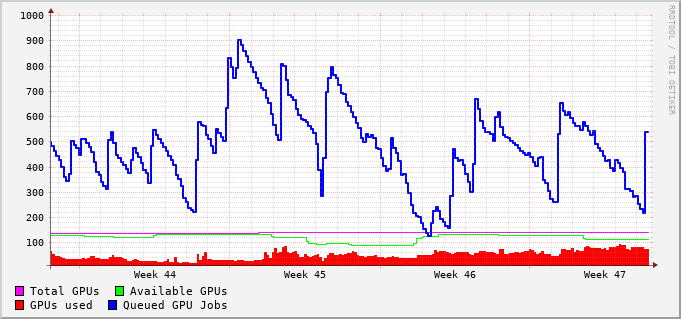 1000
900
800
700
600
500
400
300
200
100
Week 44 Week 45 Week 46 Week 47
Total GPUs Available GPUs
GPUs used Queued GPU Jobs
RRDTOOL / TOBI OETIKER